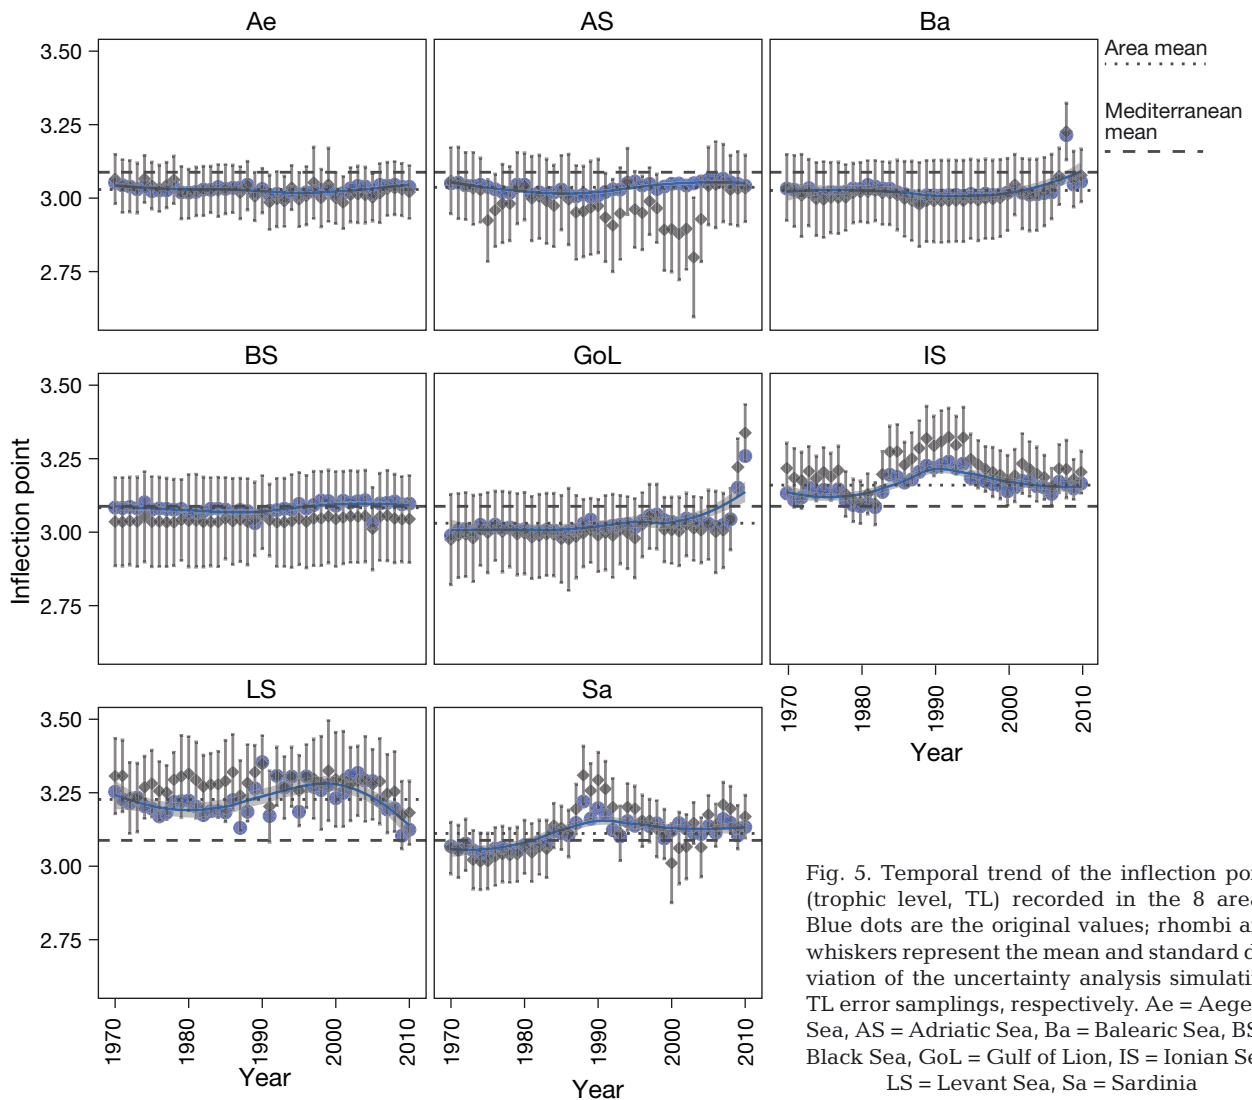 Ae
AS
Ba
3.50
3.25
3.00
2.75
Area mean
Mediterranean
mean
BS
GoL
IS
3.50
3.25
3.00
2.75
Inflection point
1970
1980
1990
2000
2010
Year
LS
Sa
3.50
3.25
3.00
2.75
1970
1980
1990
2000
2010
Year
1970
1980
1990
2000
2010
Year
Fig. 5. Temporal trend of the inflection poi
(trophic level, TL) recorded in the 8 area
Blue dots are the original values; rhombi a
whiskers represent the mean and standard d
viation of the uncertainty analysis simulatin
TL error samplings, respectively. Ae = Aege
Sea, AS = Adriatic Sea, Ba = Balearic Sea, BS
Black Sea, GoL = Gulf of Lion, IS = Ionian Se
LS = Levant Sea, Sa = Sardinia